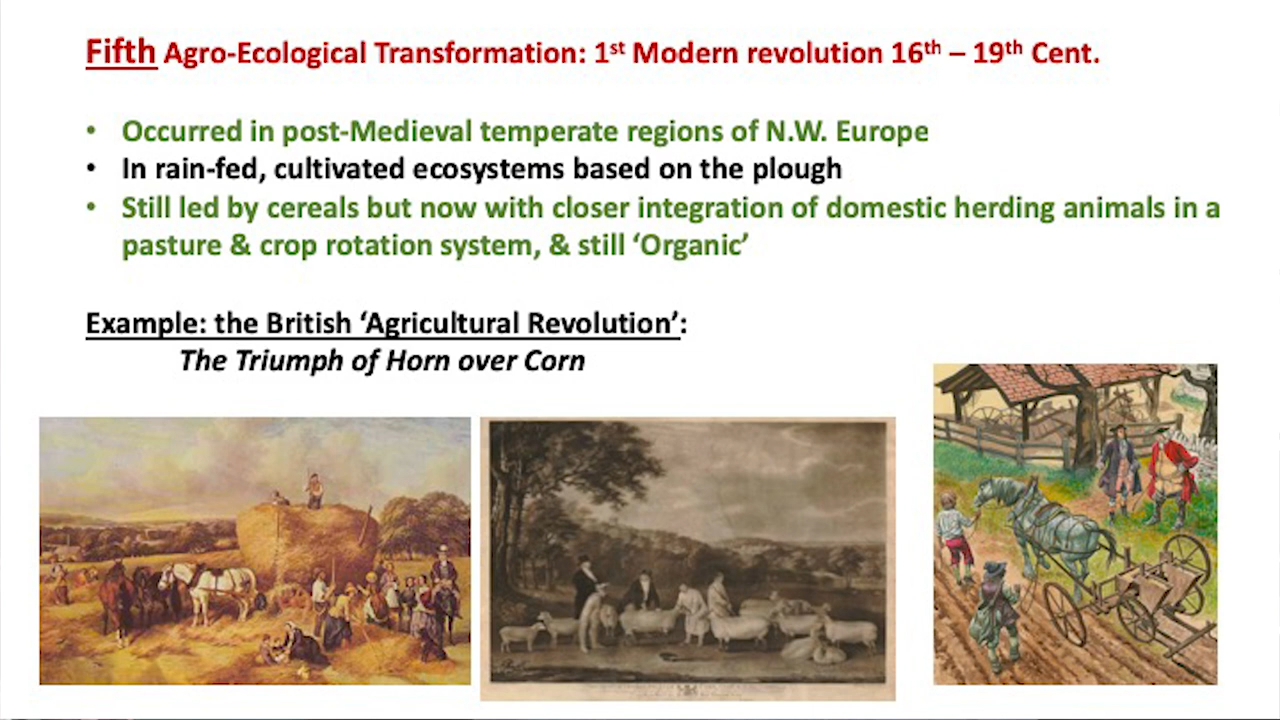 Fifth Agro-Ecological Transformation: 1st Modern revolution 16th – 19th Cent.
• Occurred in post-Medieval temperate regions of N.W. Europe
• In rain-fed, cultivated ecosystems based on the plough
• Still led by cereals but now with closer integration of domestic herding animals in a
pasture & crop rotation system, & still ‘Organic’
Example: the British ‘Agricultural Revolution’:
The Triumph of Horn over Corn